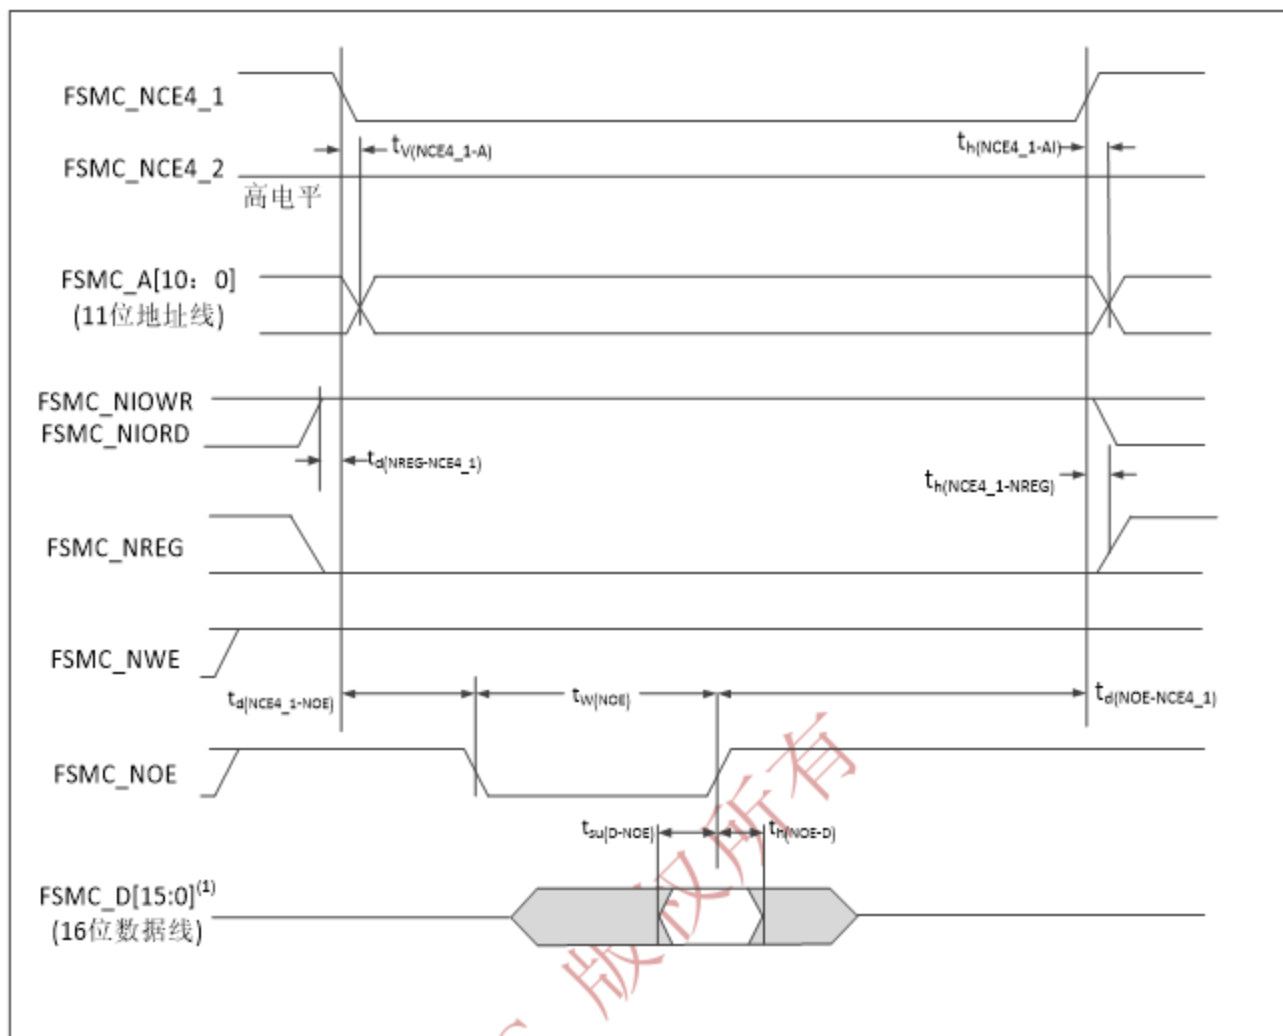 FSMC_NCE4_1
tV(NCE4_1-A)
th(NCE4_1-AI)
FSMC_NCE4_2
高电平
FSMC_A[10：0]
(11位地址线)
FSMC_NIOWR
FSMC_NIORD
td(NREG-NCE4_1)
th(NCE4_1-NREG)
FSMC_NREG
FSMC_NWE
td(NCE4_1-NOE)
tW(NOE)
td(NOE-NCE4_1)
FSMC_NOE
tsu(D-NOE)
th(NOE-D)
FSMC_D[15:0](1)
(16位数据线)
版权所有